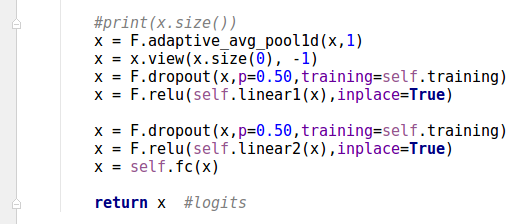 #print(x.size())
x = F.adaptive_avg_pool1d(x,1)
x = x.view(x.size(0), -1)
x = F.dropout(x,p=0.50,training=self.training)
x = F.relu(self.linear1(x),inplace=True)
x = F.dropout(x,p=0.50,training=self.training)
x = F.relu(self.linear2(x),inplace=True)
x = self.fc(x)
return x  #logits